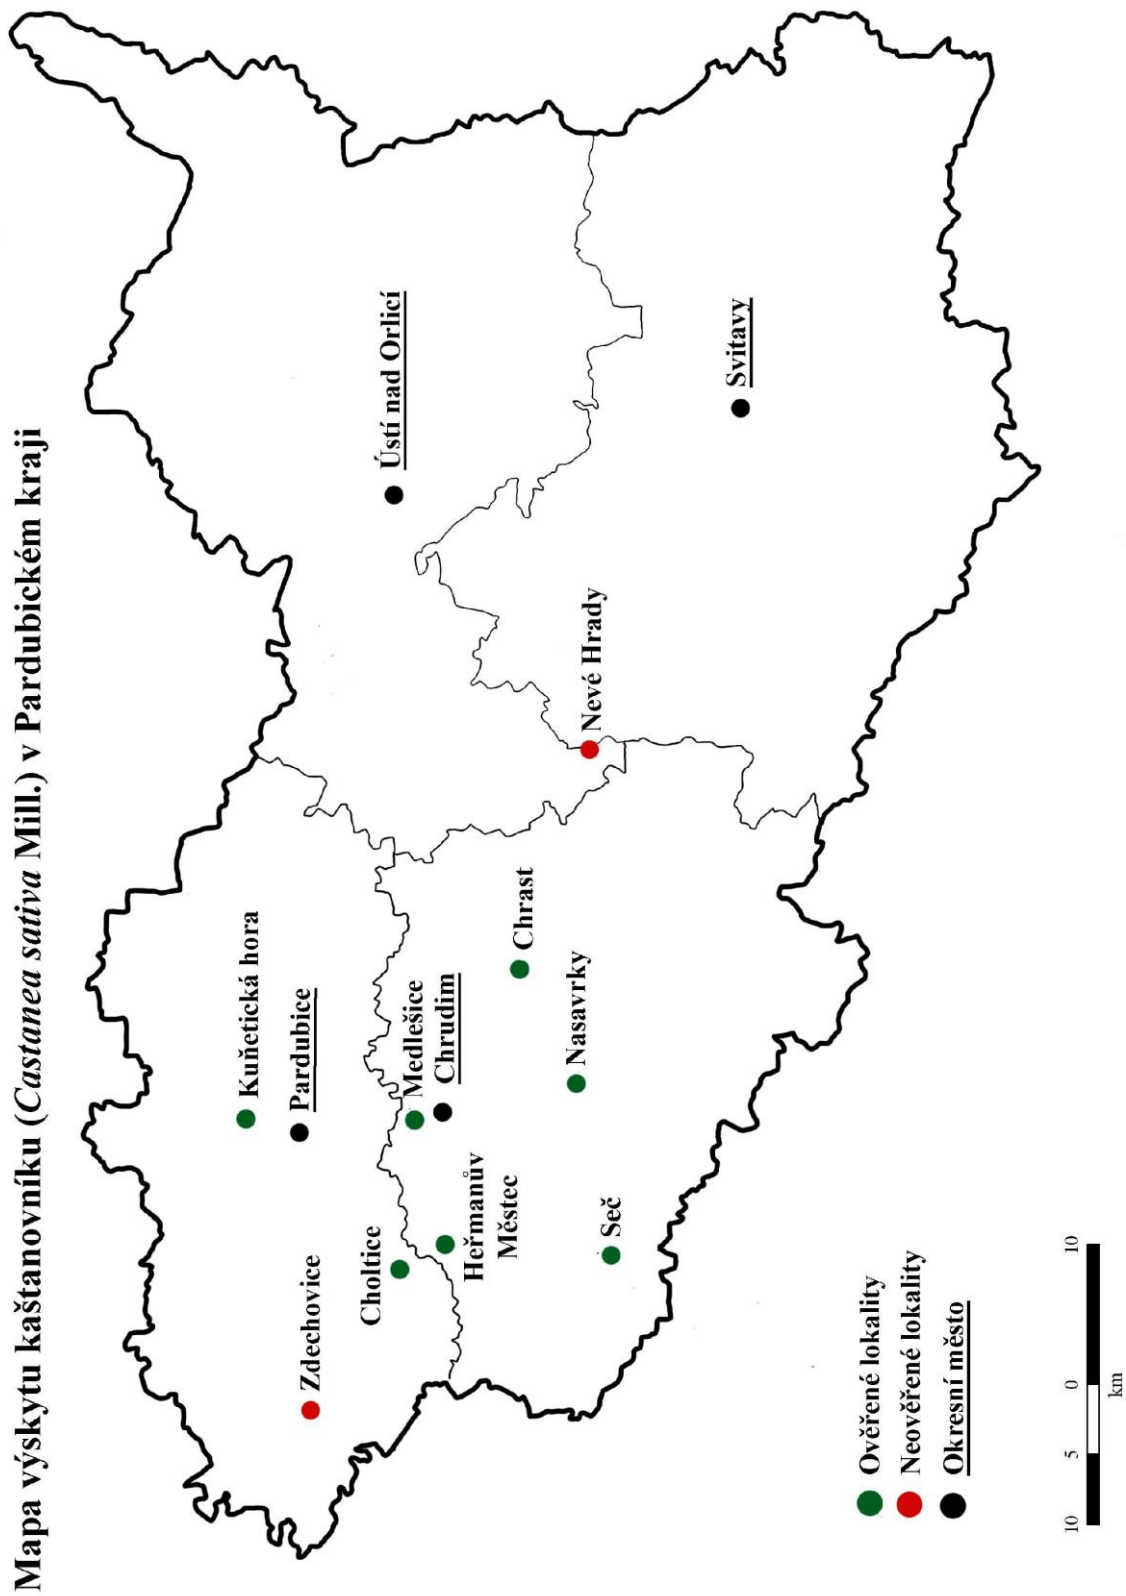 Mapa výskytu kaštanovníku (Castanea sativa Mill.) v Pardubickém kraji
Kuňetická hora
Pardubice
Zdechovice
Choltice
Medlešice
Chrudim
Heřmanův
Městec
Chrast
Nasavrky
Seč
Ústí nad Orlicí
Nevé Hrady
Svitavy
Ověřené lokality
Neověřené lokality
Okresní město
10 5 0 10
km